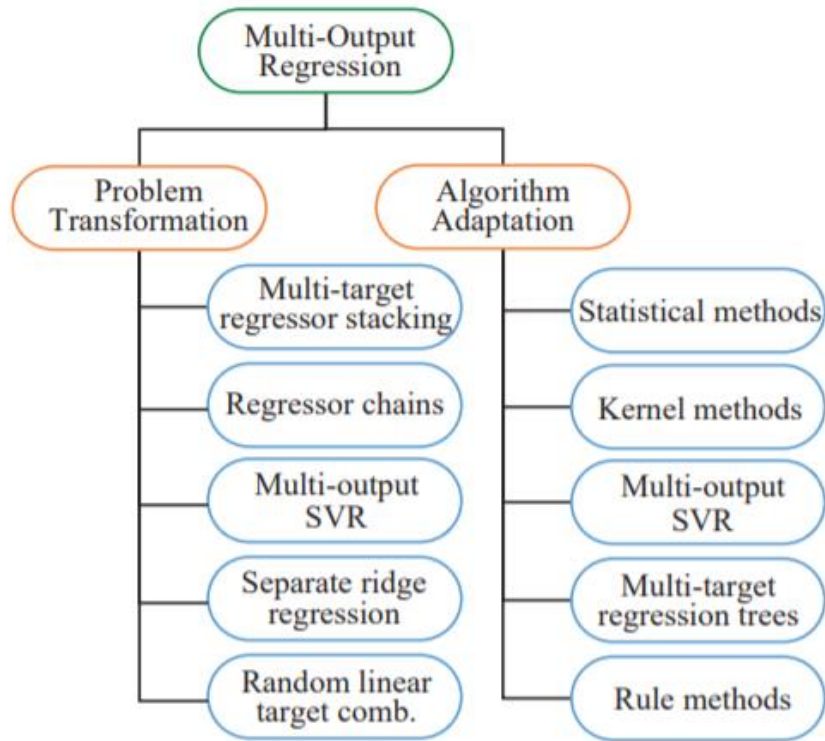 Multi-Output
Regression
Problem
Transformation
Algorithm
Adaptation
Multi-target
regressor stacking
Regressor chains
Multi-output
SVR
Separate ridge
regression
Random linear
target comb.
Statistical methods
Kernel methods
Multi-output
SVR
Multi-target
regression trees
Rule methods